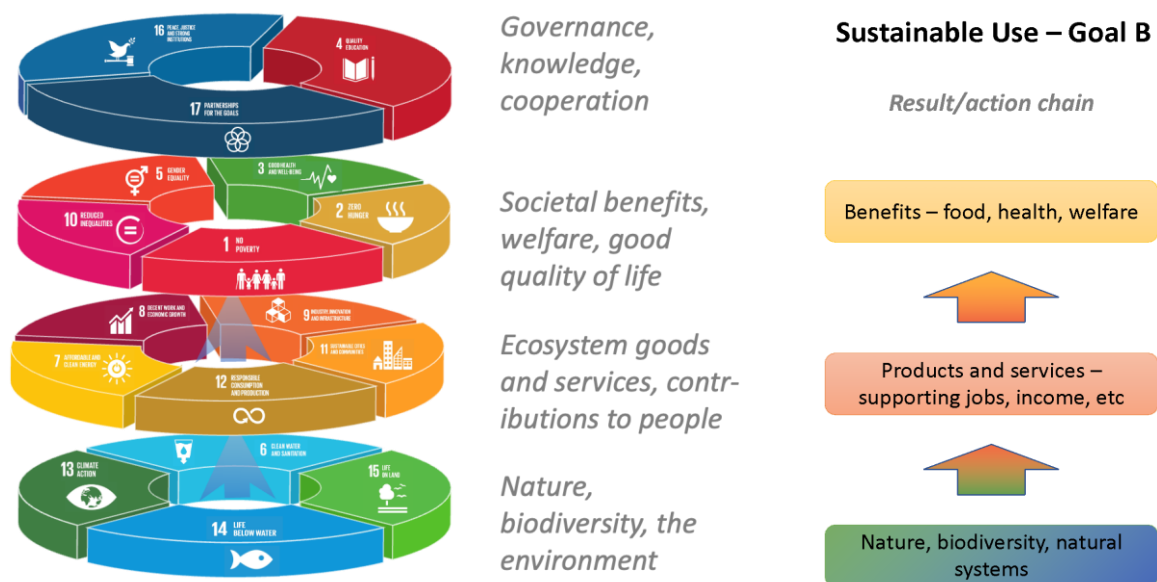 16 PEACE, JUSTICE
AND STRONG
INSTITUTIONS
4 QUALITY
EDUCATION
17 PARTNERSHIPS
FOR THE GOALS
5 GENDER
EQUALITY
3 GOOD HEALTH
AND WELL-BEING
10 REDUCED
INEQUALITIES
2 ZERO
HUNGER
1 NO
POVERTY
8 DECENT WORK AND
ECONOMIC GROWTH
9 INDUSTRY, INNOVATION
AND INFRASTRUCTURE
7 AFFORDABLE AND
CLEAN ENERGY
11 SUSTAINABLE CITIES
AND COMMUNITIES
12 RESPONSIBLE
CONSUMPTION
AND PRODUCTION
6 CLEAN WATER
AND SANITATION
13 CLIMATE
ACTION
15 LIFE
ON LAND
14 LIFE
BELOW WATER
Governance,
knowledge,
cooperation
Societal benefits,
welfare, good
quality of life
Ecosystem goods
and services, contr-
ibutions to people
Nature,
biodiversity, the
environment
Sustainable Use – Goal B
Result/action chain
Benefits – food, health, welfare
Products and services –
supporting jobs, income, etc
Nature, biodiversity, natural
systems